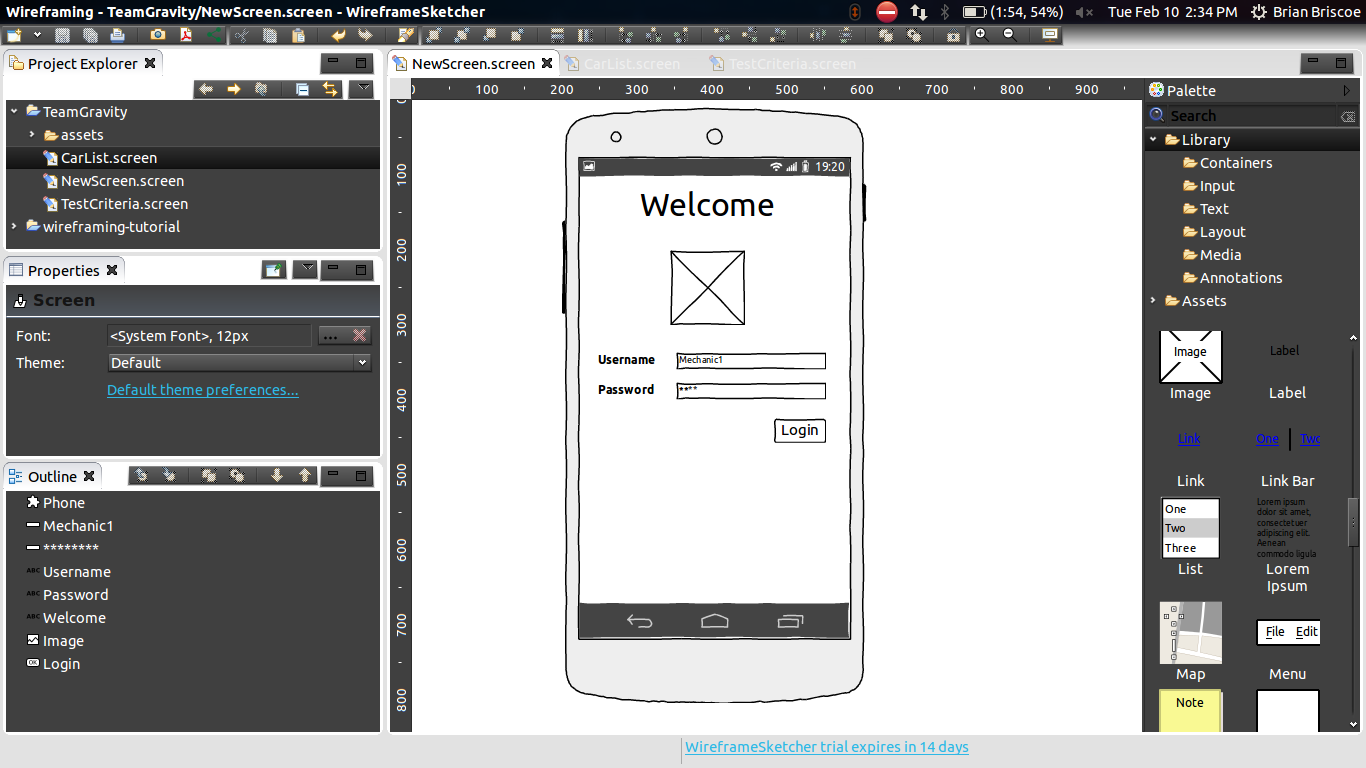 Wireframing - TeamGravity/NewScreen.screen - WireframeSketcher
(1:54, 54%) Tue Feb 10 2:34 PM Brian Briscoe
Project Explorer
TeamGravity
assets
CarList.screen
NewScreen.screen
TestCriteria.screen
wireframing-tutorial
Properties
Screen
Font: <System Font>, 12px ...
Theme: Default
Default theme preferences...
Outline
Phone
Mechanic1
********
ABC Username
ABC Password
ABC Welcome
Image
OK Login
NewScreen.screen CarList.screen TestCriteria.screen
0 100 200 300 400 500 600 700 800 900
0
100
200
300
400
500
600
700
800
19:20
Welcome
Username Mechanic1
Password ****
Login
Palette
Search
Library
Containers
Input
Text
Layout
Media
Annotations
Assets
Image Label
Image Label
Link One Two
Link Link Bar
One
Two
Three
Lorem ipsum
dolor sit amet,
consectetuer
adipiscing elit.
Aenean
commodo ligula
List Lorem
Ipsum
File Edit
Map Menu
Note
WireframeSketcher trial expires in 14 days